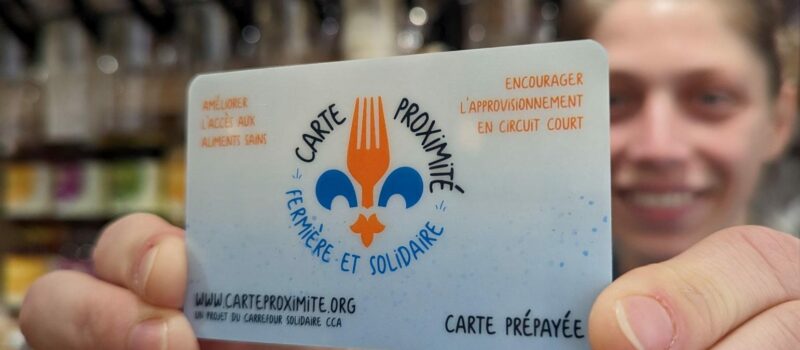 AMÉLIORER
L'ACCÈS AUX
ALIMENTS SAINS
ENCOURAGER
L'APPROVISIONNEMENT
EN CIRCUIT COURT
CARTE PROXIMITÉ
FERMIÈRE ET SOLIDAIRE
WWW.CARTEPROXIMITE.ORG
UN PROJET DU CARREFOUR SOLIDAIRE CCA
CARTE PRÉPAYÉE